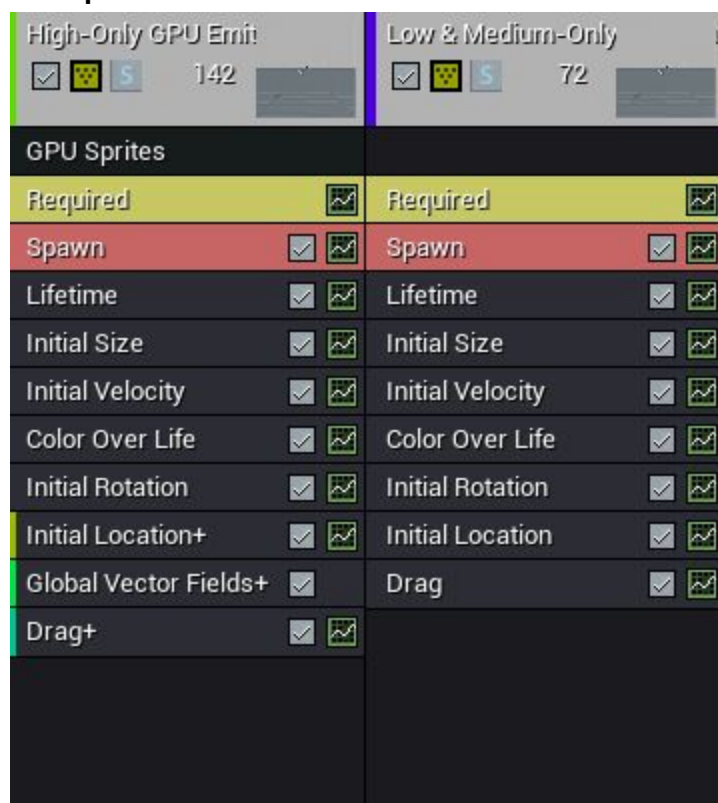 High-Only GPU Emit
S 142
GPU Sprites
Required
Spawn
Lifetime
Initial Size
Initial Velocity
Color Over Life
Initial Rotation
Initial Location+
Global Vector Fields+
Drag+
Low & Medium-Only
S 72
Required
Spawn
Lifetime
Initial Size
Initial Velocity
Color Over Life
Initial Rotation
Initial Location
Drag